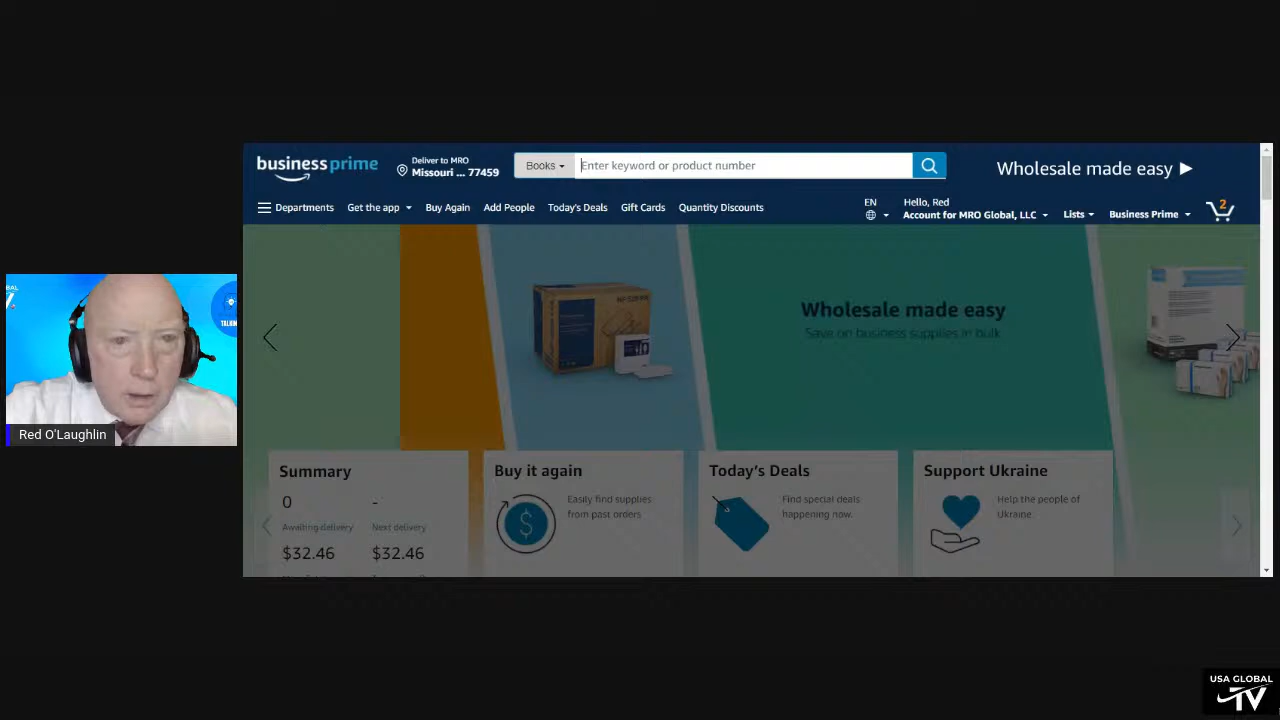 business prime
Deliver to MRO
Missouri ... 77459
Books
Enter keyword or product number
Wholesale made easy
Departments
Get the app
Buy Again
Add People
Today's Deals
Gift Cards
Quantity Discounts
EN
Hello, Red
Account for MRO Global, LLC
Lists
Business Prime
2
Wholesale made easy
Save on business supplies in bulk
TALKIN
Red O'Laughlin
Summary
0
-
Awaiting delivery
Next delivery
$32.46
$32.46
Buy it again
Easily find supplies
from past orders
Today's Deals
Find special deals
happening now.
Support Ukraine
Help the people of
Ukraine
USA GLOBAL
TV